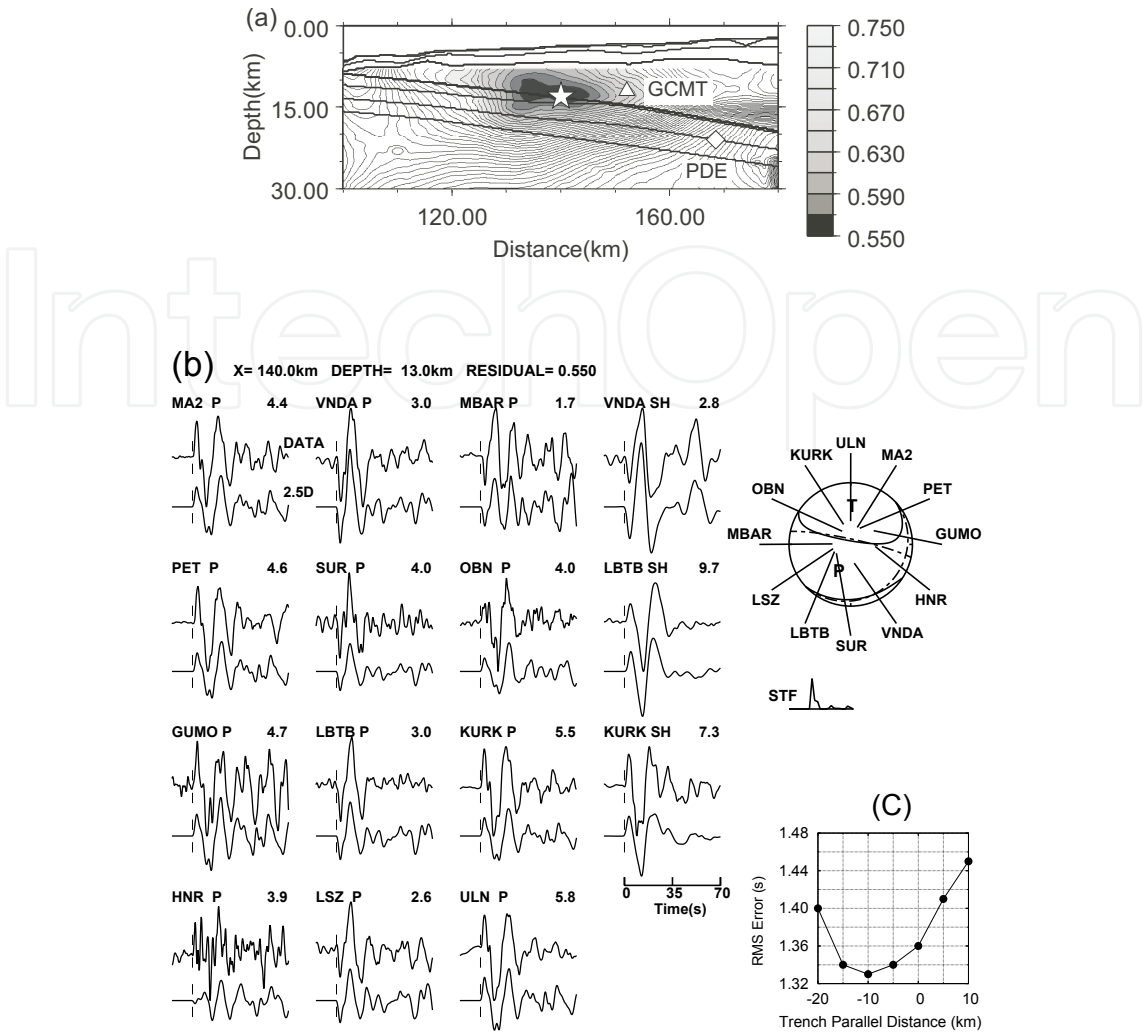 (a)
0.00
15.00
30.00
Depth(km)
120.00 160.00
Distance(km)
GCMT
PDE
0.750
0.710
0.670
0.630
0.590
0.550
IntechOpen
(b) X= 140.0km DEPTH= 13.0km RESIDUAL= 0.550
MA2 P 4.4
VNDA P 3.0
MBAR P 1.7
VNDA SH 2.8
DATA
2.5D
PET P 4.6
SUR P 4.0
OBN P 4.0
LBTB SH 9.7
GUMO P 4.7
LBTB P 3.0
KURK P 5.5
KURK SH 7.3
HNR P 3.9
LSZ P 2.6
ULN P 5.8
0 35 70
Time(s)
ULN
KURK
MA2
OBN
PET
MBAR
GUMO
LSZ
HNR
LBTB
VNDA
SUR
T
P
STF
(C)
1.48
1.44
1.40
1.36
1.32
RMS Error (s)
-20 -10 0 10
Trench Parallel Distance (km)